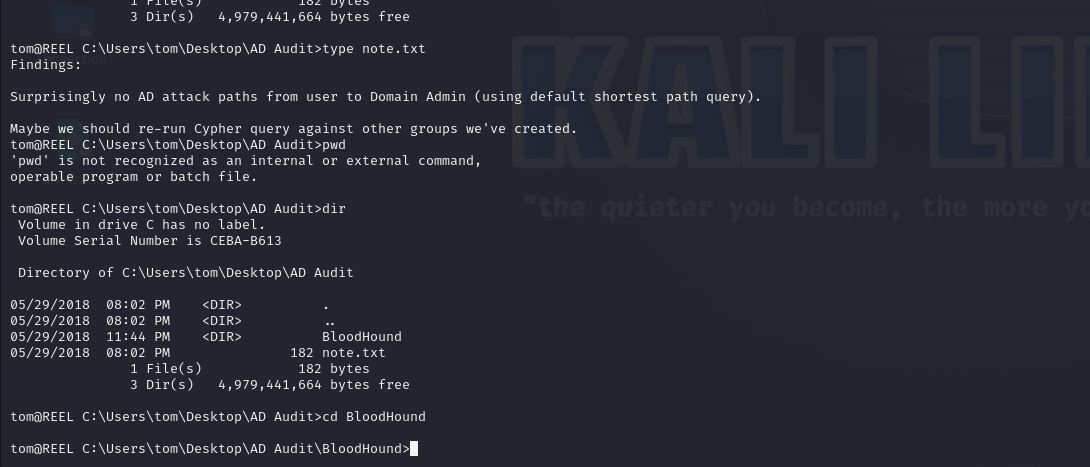 1 File(s)            182 bytes
               3 Dir(s)   4,979,441,664 bytes free
tom@REEL C:\Users\tom\Desktop\AD Audit>type note.txt
Findings:
Surprisingly no AD attack paths from user to Domain Admin (using default shortest path query).
Maybe we should re-run Cypher query against other groups we've created.
tom@REEL C:\Users\tom\Desktop\AD Audit>pwd
'pwd' is not recognized as an internal or external command,
operable program or batch file.
tom@REEL C:\Users\tom\Desktop\AD Audit>dir
 Volume in drive C has no label.
 Volume Serial Number is CEBA-B613
 Directory of C:\Users\tom\Desktop\AD Audit
05/29/2018  08:02 PM    <DIR>          .
05/29/2018  08:02 PM    <DIR>          ..
05/29/2018  11:44 PM    <DIR>          BloodHound
05/29/2018  08:02 PM               182 note.txt
               1 File(s)            182 bytes
               3 Dir(s)   4,979,441,664 bytes free
tom@REEL C:\Users\tom\Desktop\AD Audit>cd BloodHound
tom@REEL C:\Users\tom\Desktop\AD Audit\BloodHound>
KALI LI
"the quieter you become, the more yo